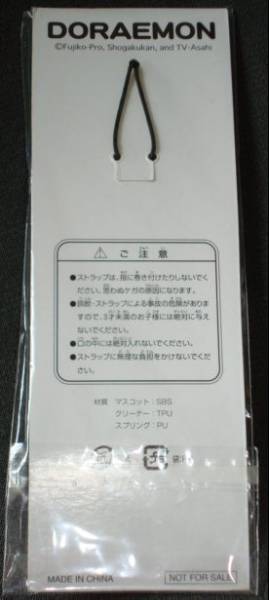 DORAEMON
©Fujiko-Pro, Shogakukan, and TV-Asahi
ご注意
●ストラップは、指に巻き付けたりしないでく
ださい。思わぬケガの原因になります。
●誤飲・ストラップによる事故の危険がありま
すので、3才未満のお子様には絶対に与え
ないでください。
●口の中には絶対入れないでください。
●ストラップに無理な負担をかけないでくだ
さい。
材質 マスコット:SBS
クリーナー:TPU
スプリング:PU
MADE IN CHINA
NOT FOR SALE